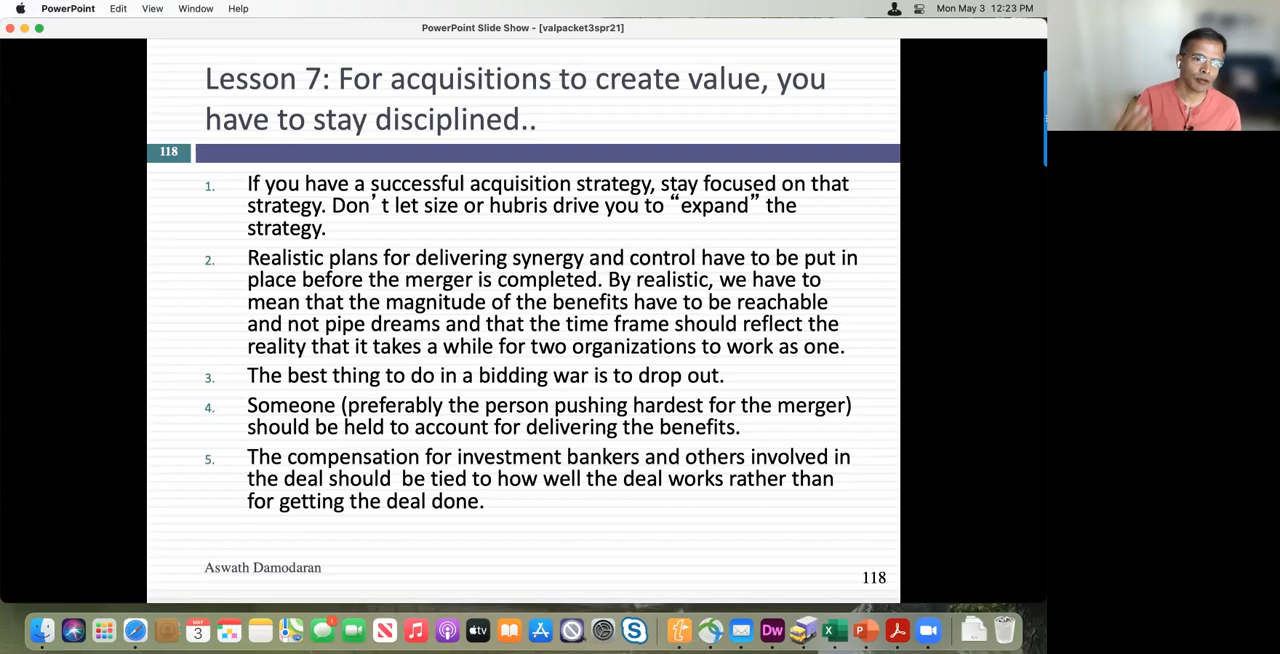 PowerPoint Edit View Window Help Mon May 3 12:23 PM
PowerPoint Slide Show - [valpacket3spr21]
Lesson 7: For acquisitions to create value, you
have to stay disciplined..
118
1. If you have a successful acquisition strategy, stay focused on that
strategy. Don’t let size or hubris drive you to “expand” the
strategy.
2. Realistic plans for delivering synergy and control have to be put in
place before the merger is completed. By realistic, we have to
mean that the magnitude of the benefits have to be reachable
and not pipe dreams and that the time frame should reflect the
reality that it takes a while for two organizations to work as one.
3. The best thing to do in a bidding war is to drop out.
4. Someone (preferably the person pushing hardest for the merger)
should be held to account for delivering the benefits.
5. The compensation for investment bankers and others involved in
the deal should be tied to how well the deal works rather than
for getting the deal done.
Aswath Damodaran
118
MAY
3
tv
Dw